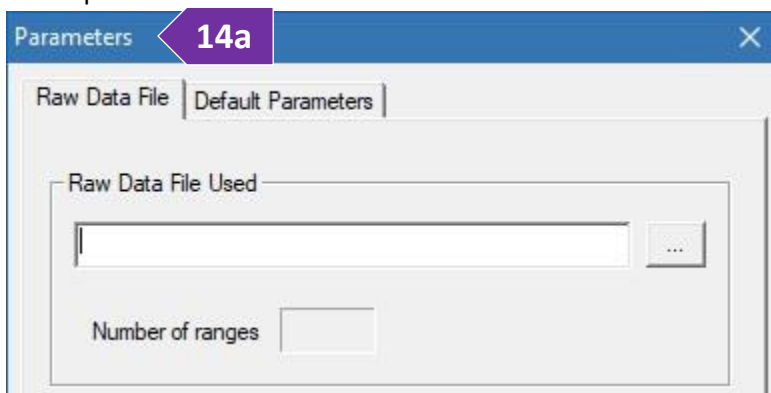 Parameters 14a
Raw Data File Default Parameters
Raw Data File Used
...
Number of ranges